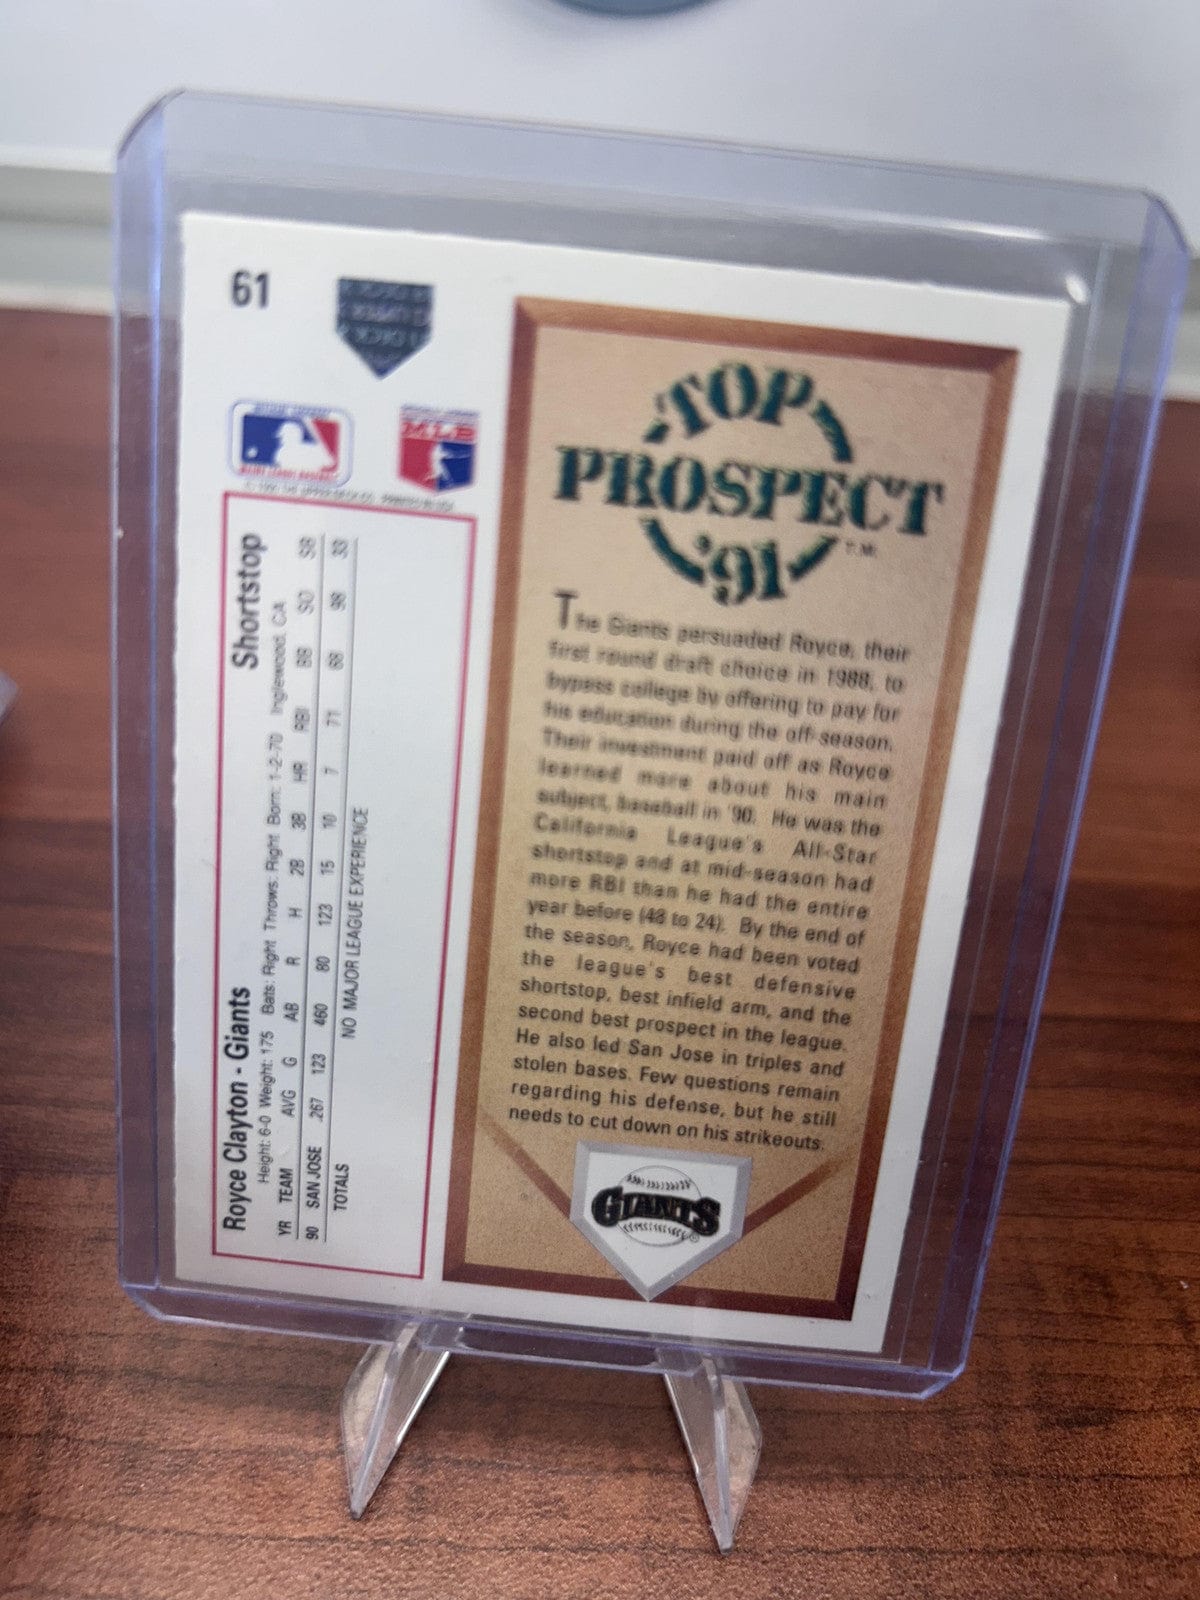 61
MLB
Royce Clayton - Giants Shortstop
Height: 6-0 Weight: 175 Bats: Right Throws: Right Born: 1-2-70 Inglewood, CA
YR TEAM AVG G AB R H 2B 3B HR RBI BB SO SB
90 SAN JOSE .267 123 460 80 123 15 10 7 71 68 98 33
TOTALS
NO MAJOR LEAGUE EXPERIENCE
TOP
PROSPECT
'91 T.M.
The Giants persuaded Royce, their
first round draft choice in 1988, to
bypass college by offering to pay for
his education during the off-season.
Their investment paid off as Royce
learned more about his main
subject, baseball in '90. He was the
California League's All-Star
shortstop and at mid-season had
more RBI than he had the entire
year before (48 to 24). By the end of
the season, Royce had been voted
the league's best defensive
shortstop, best infield arm, and the
second best prospect in the league.
He also led San Jose in triples and
stolen bases. Few questions remain
regarding his defense, but he still
needs to cut down on his strikeouts.
GIANTS